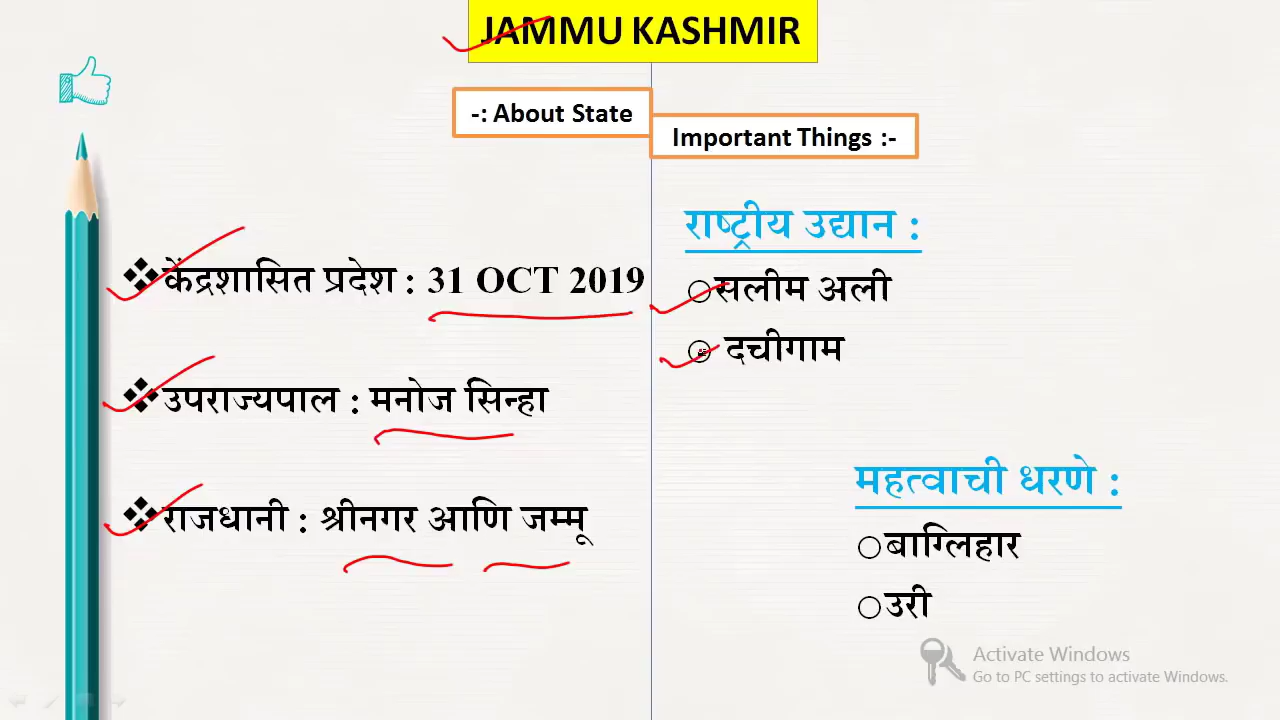 JAMMU KASHMIR
-: About State
Important Things :-
❖केंद्रशासित प्रदेश : 31 OCT 2019
❖उपराज्यपाल : मनोज सिन्हा
❖राजधानी : श्रीनगर आणि जम्मू
राष्ट्रीय उद्यान :
○सलीम अली
○ दचीगाम
महत्वाची धरणे :
○बाग्लिहार
○उरी
Activate Windows
Go to PC settings to activate Windows.